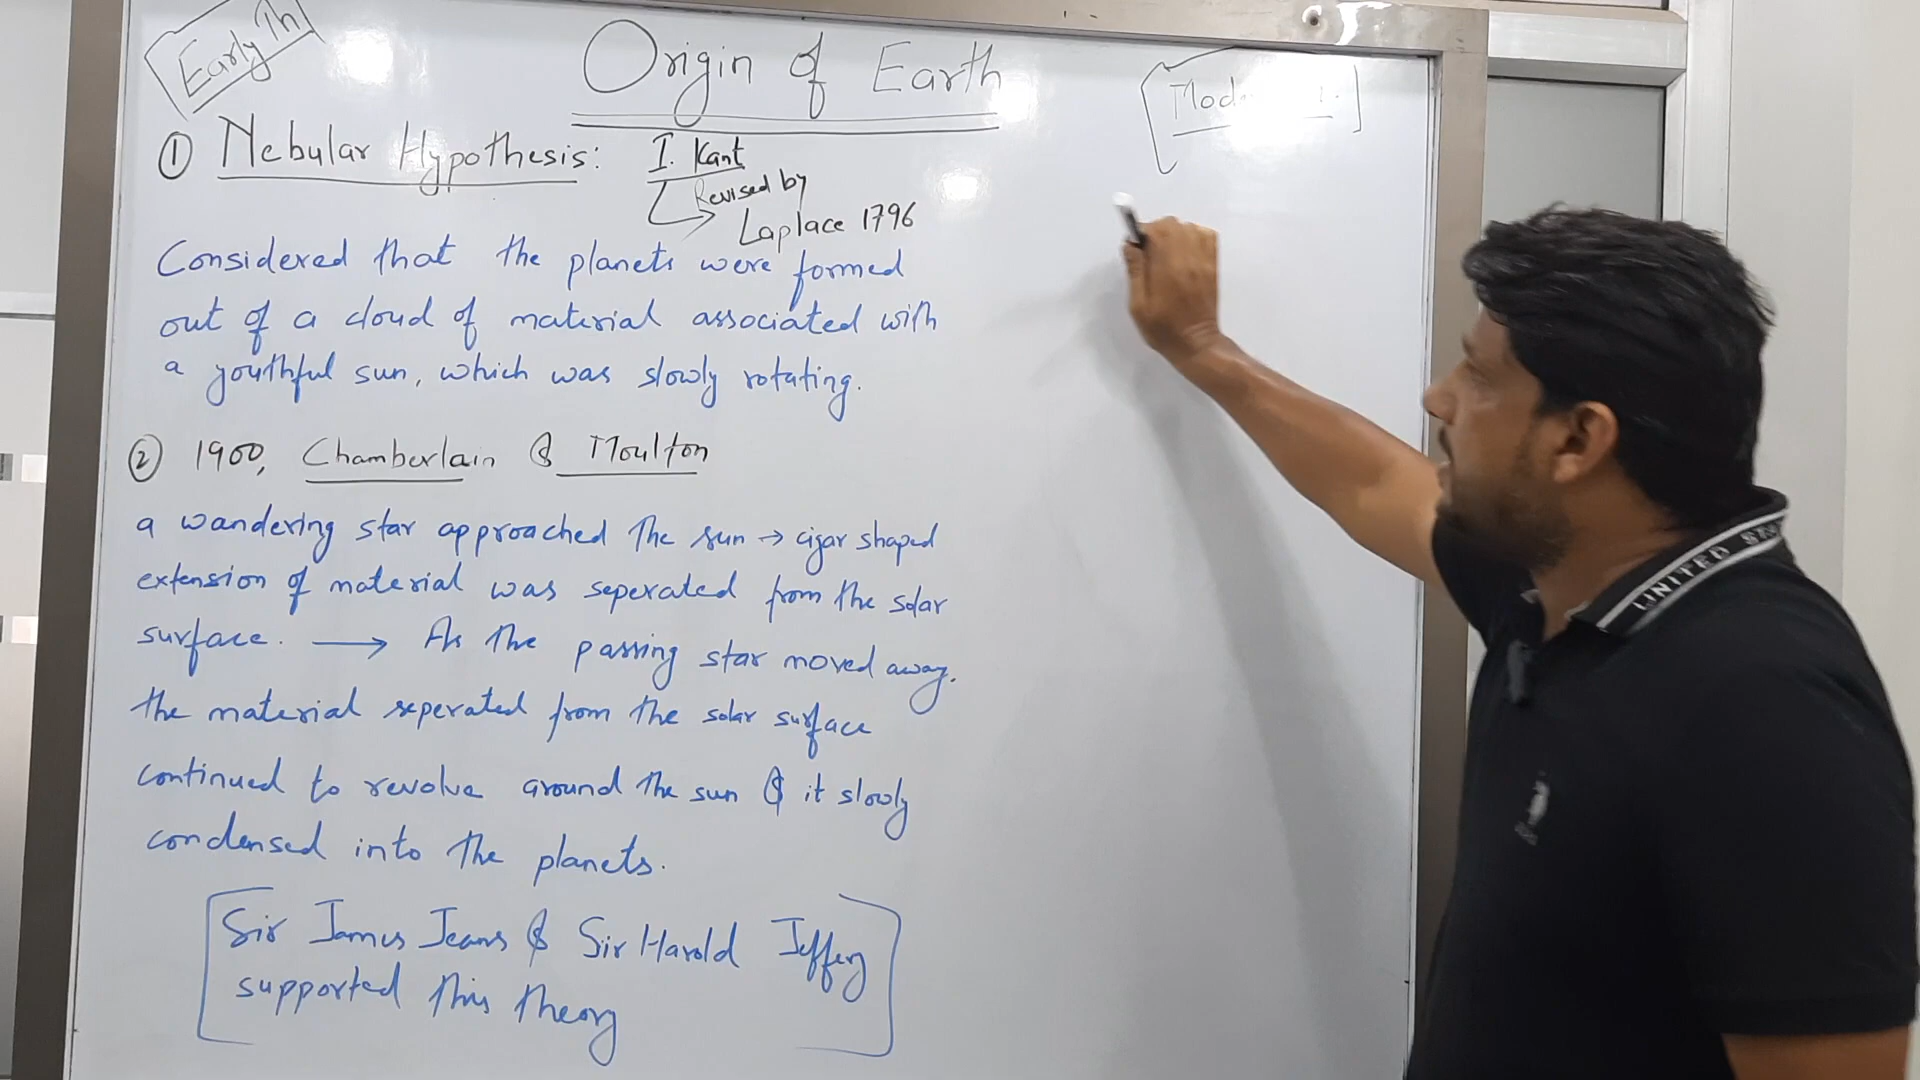 Early Th
Origin of Earth
① Nebular Hypothesis: I. Kant
Revised by
Laplace 1796
Considered that the planets were formed
out of a cloud of material associated with
a youthful sun, which was slowly rotating.
② 1900, Chamberlain & Moulton
a wandering star approached the sun → cigar shaped
extension of material was seperated from the solar
surface. → As the passing star moved away.
the material seperated from the solar surface
continued to revolve around the sun & it slowly
condensed into the planets.
[Sir James Jeans & Sir Harold Jeffery
supported this theory]
UNITED